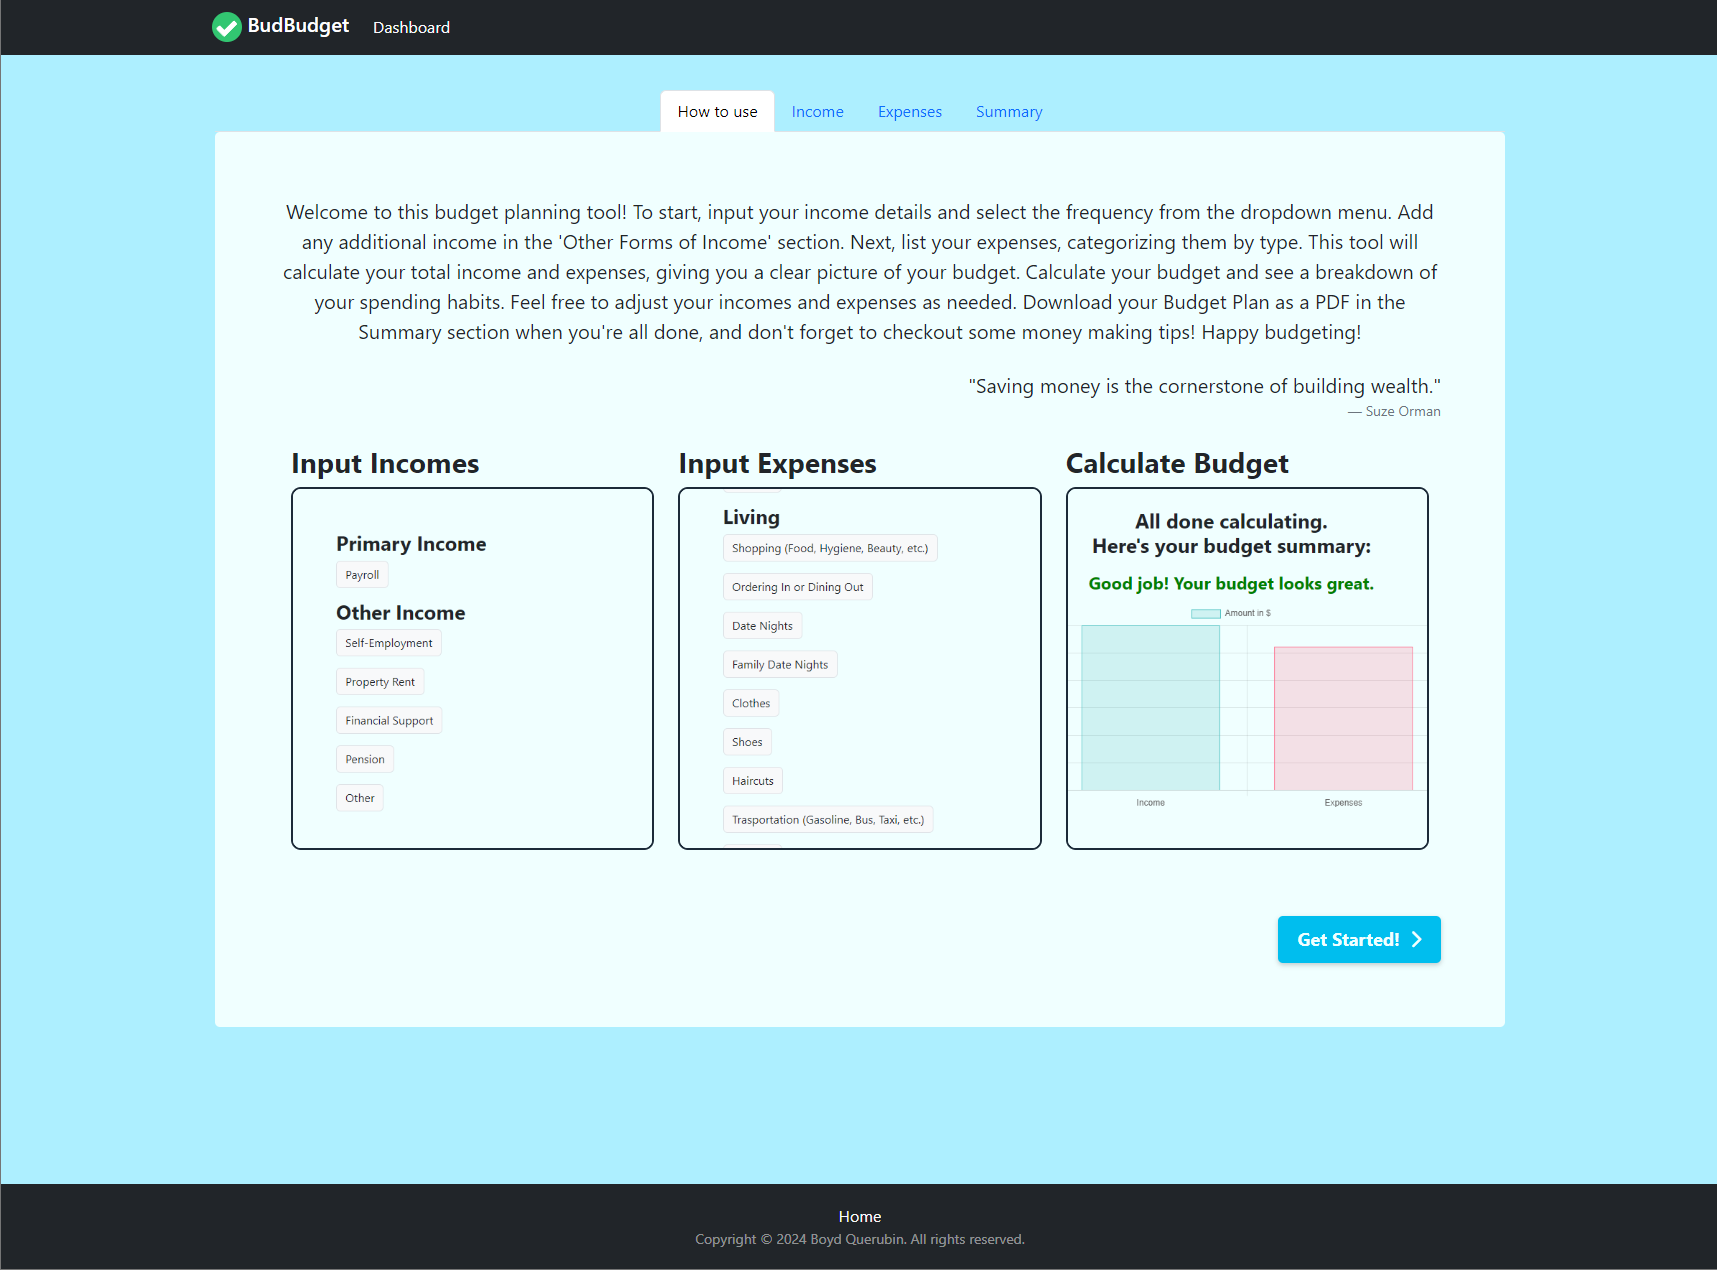 BudBudget
Dashboard
How to use
Income
Expenses
Summary
Welcome to this budget planning tool! To start, input your income details and select the frequency from the dropdown menu. Add
any additional income in the 'Other Forms of Income' section. Next, list your expenses, categorizing them by type. This tool will
calculate your total income and expenses, giving you a clear picture of your budget. Calculate your budget and see a breakdown of
your spending habits. Feel free to adjust your incomes and expenses as needed. Download your Budget Plan as a PDF in the
Summary section when you're all done, and don't forget to checkout some money making tips! Happy budgeting!
"Saving money is the cornerstone of building wealth."
— Suze Orman
Input Incomes
Primary Income
Payroll
Other Income
Self-Employment
Property Rent
Financial Support
Pension
Other
Input Expenses
Living
Shopping (Food, Hygiene, Beauty, etc.)
Ordering In or Dining Out
Date Nights
Family Date Nights
Clothes
Shoes
Haircuts
Trasportation (Gasoline, Bus, Taxi, etc.)
Calculate Budget
All done calculating.
Here's your budget summary:
Good job! Your budget looks great.
Amount in $
Income
Expenses
Get Started!
Home
Copyright © 2024 Boyd Querubin. All rights reserved.